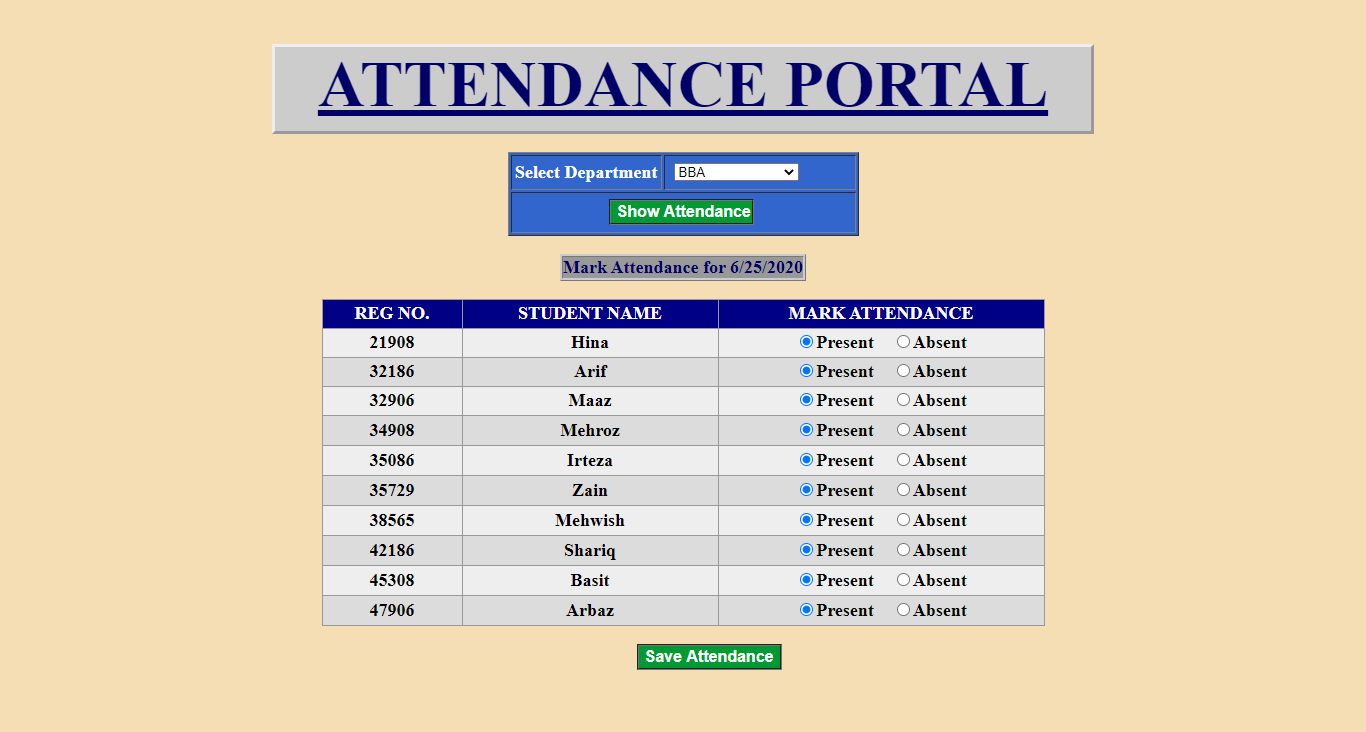 ATTENDANCE PORTAL
Select Department BBA
Show Attendance
Mark Attendance for 6/25/2020
REG NO. STUDENT NAME MARK ATTENDANCE
21908 Hina Present Absent
32186 Arif Present Absent
32906 Maaz Present Absent
34908 Mehroz Present Absent
35086 Irteza Present Absent
35729 Zain Present Absent
38565 Mehwish Present Absent
42186 Shariq Present Absent
45308 Basit Present Absent
47906 Arbaz Present Absent
Save Attendance